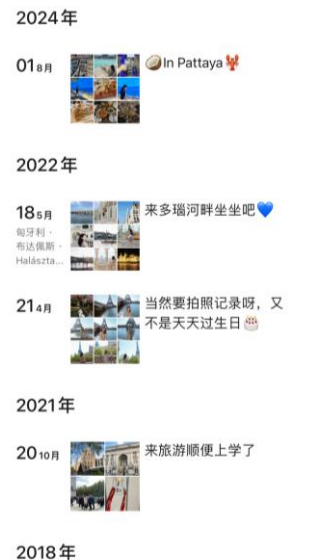 2024年
01 8月
🥥In Pattaya🦞
2022年
18 5月
来多瑙河畔坐坐吧💙
匈牙利·
布达佩斯·
Halászta...
21 4月
当然要拍照记录呀，又
不是天天过生日🎂
2021年
20 10月
来旅游顺便上学了
2018年